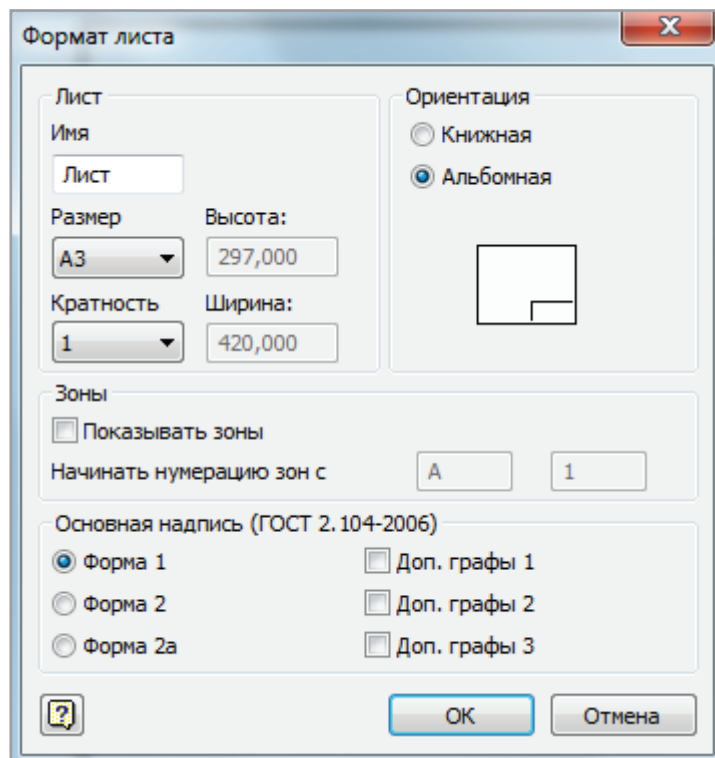 Формат листа
Лист
Имя
Лист
Размер Высота:
А3 297,000
Кратность Ширина:
1 420,000
Ориентация
Книжная
Альбомная
Зоны
Показывать зоны
Начинать нумерацию зон с А 1
Основная надпись (ГОСТ 2.104-2006)
Форма 1 Доп. графы 1
Форма 2 Доп. графы 2
Форма 2а Доп. графы 3
ОК Отмена